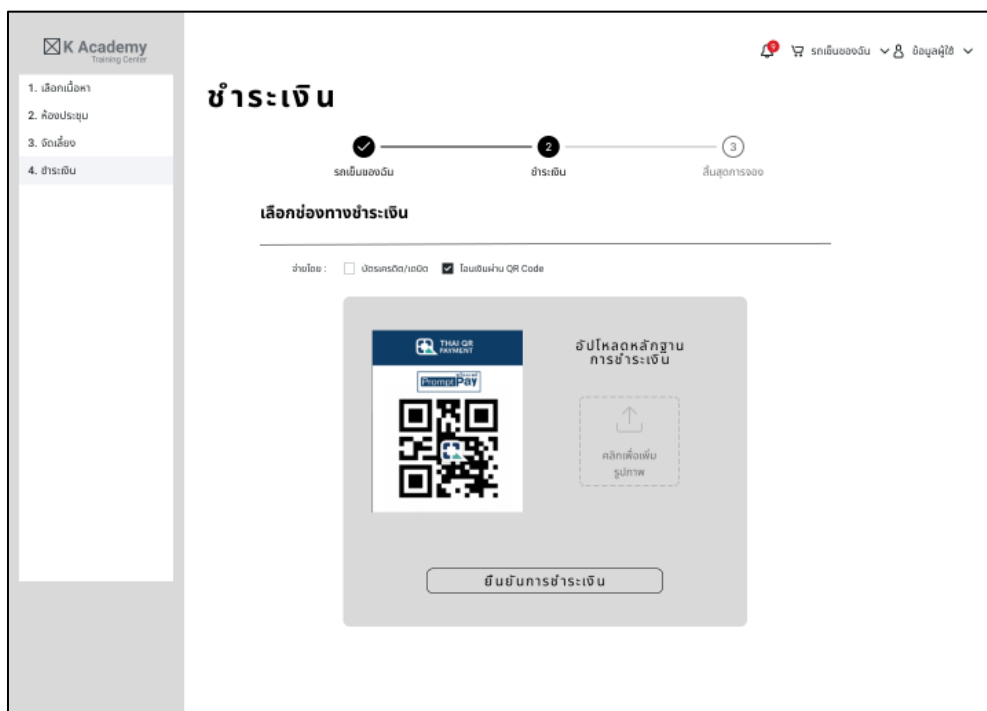 K Academy
Training Center
9
รถเข็นของฉัน
ข้อมูลผู้ใช้
1. เลือกเนื้อหา
2. ห้องประชุม
3. จัดเลี้ยง
4. ชำระเงิน
ชำระเงิน
2
3
รถเข็นของฉัน
ชำระเงิน
สิ้นสุดการจอง
เลือกช่องทางชำระเงิน
จ่ายโดย :
บัตรเครดิต/เดบิต
โอนเงินผ่าน QR Code
THAI QR
PAYMENT
PromptPay
อัปโหลดหลักฐาน
การชำระเงิน
คลิกเพื่อเพิ่ม
รูปภาพ
ยืนยันการชำระเงิน